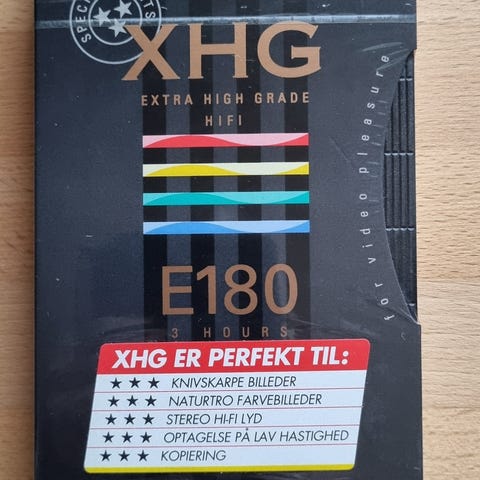 XHG
EXTRA HIGH GRADE
HIFI
for video pleasure
E180
3 HOURS
XHG ER PERFEKT TIL:
★ ★ ★ KNIVSKARPE BILLEDER
★ ★ ★ NATURTRO FARVEBILLEDER
★ ★ ★ STEREO HI-FI LYD
★ ★ ★ OPTAGELSE PÅ LAV HASTIGHED
★ ★ ★ KOPIERING